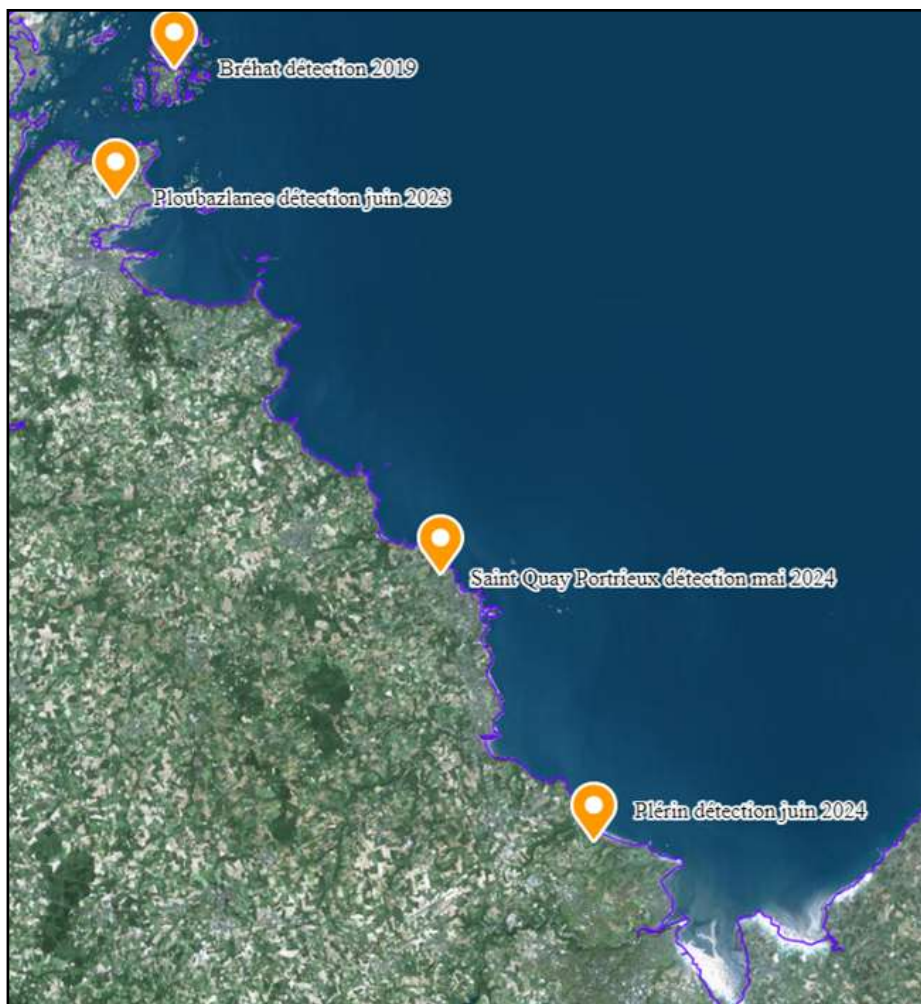 Bréhat détection 2019
Ploubazlanec détection juin 2023
Saint Quay Portrieux détection mai 2024
Plérin détection juin 2024